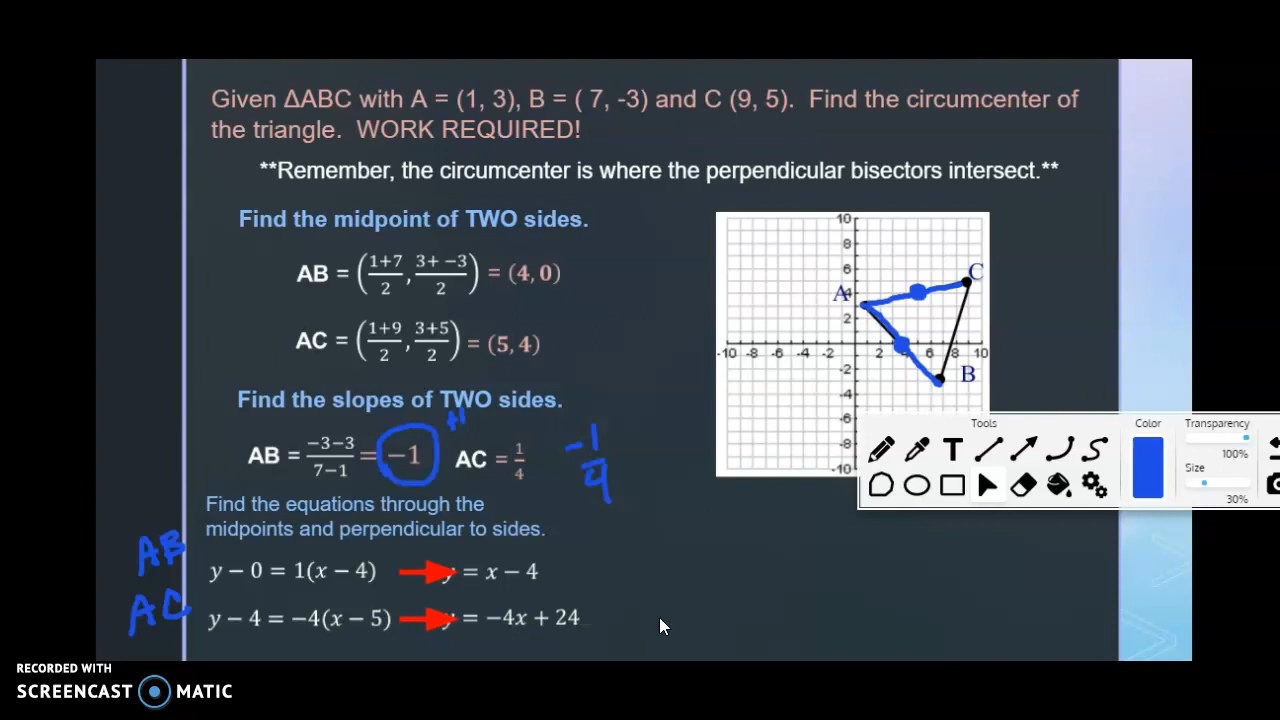 Given ΔABC with A = (1, 3), B = ( 7, -3) and C (9, 5). Find the circumcenter of
the triangle. WORK REQUIRED!
**Remember, the circumcenter is where the perpendicular bisectors intersect.**
Find the midpoint of TWO sides.
AB = (1+7/2, 3+ −3/2) = (4, 0)
AC = (1+9/2, 3+5/2) = (5, 4)
Find the slopes of TWO sides.
AB = −3−3/7−1 = −1 AC = 1/4
Find the equations through the
midpoints and perpendicular to sides.
AB
y − 0 = 1(x − 4) y = x − 4
AC
y − 4 = −4(x − 5) y = −4x + 24
10
8
6
4
2
-10 -8 -6 -4 -2 2 4 6 8 10
-2
-4
-6
-8
-10
A
C
B
Tools
Color
Transparency
100%
Size
30%
T
RECORDED WITH
SCREENCAST MATIC